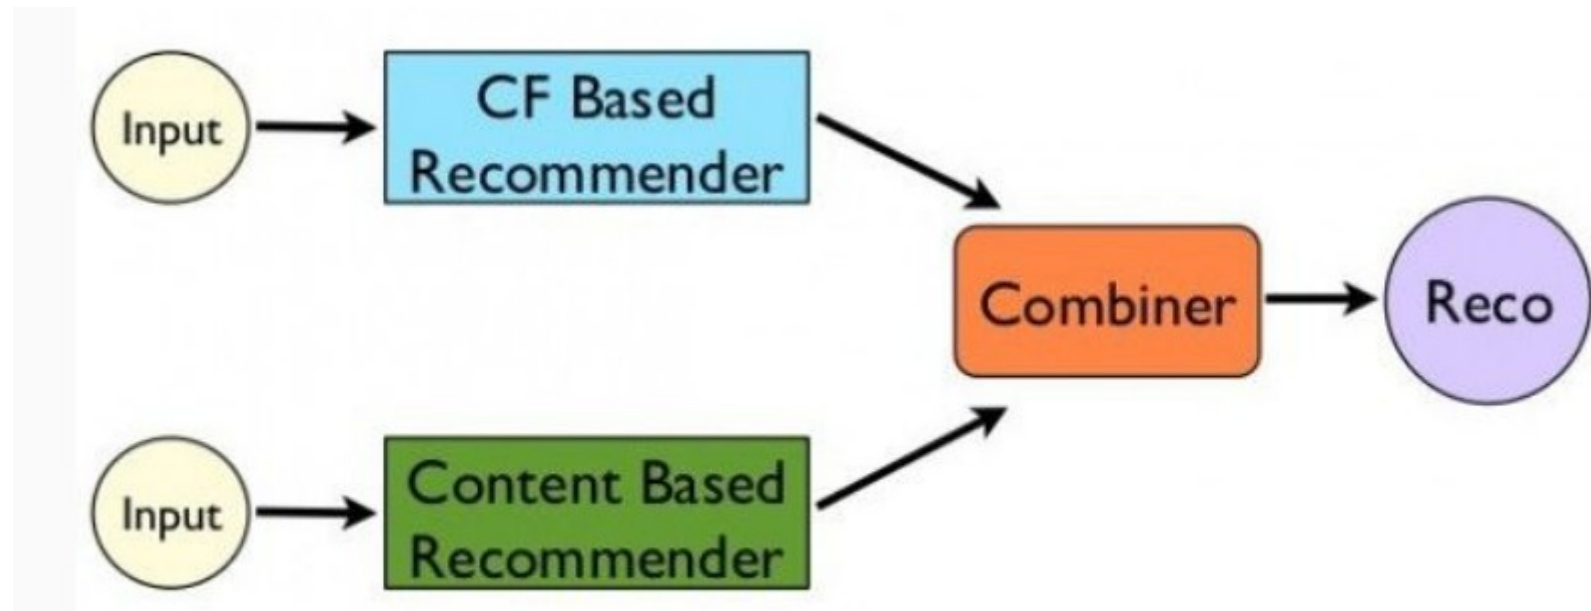 Input
CF Based
Recommender
Combiner
Reco
Input
Content Based
Recommender